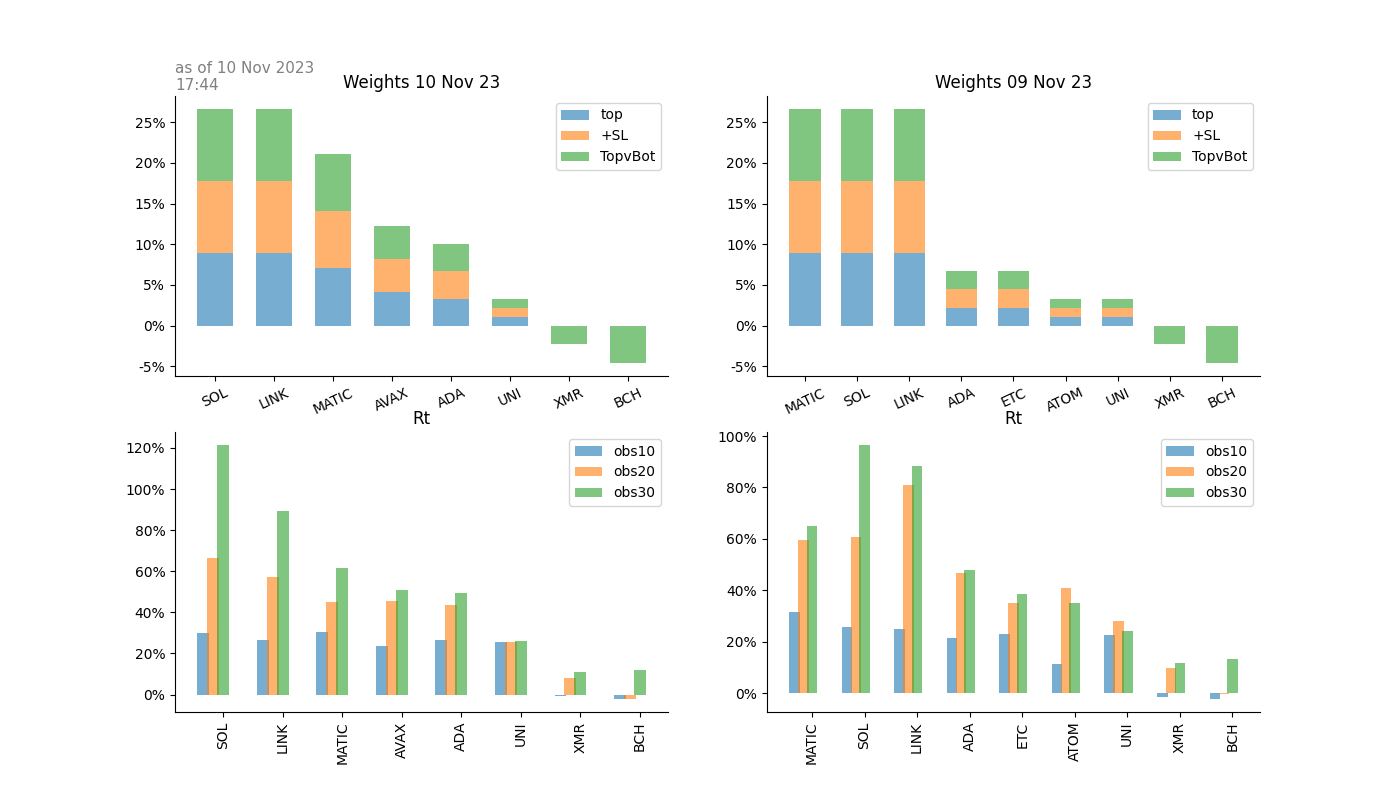 as of 10 Nov 2023
17:44
Weights 10 Nov 23
25%
20%
15%
10%
5%
0%
-5%
top
+SL
TopvBot
SOL
LINK
MATIC
AVAX
ADA
UNI
XMR
BCH
Weights 09 Nov 23
25%
20%
15%
10%
5%
0%
-5%
top
+SL
TopvBot
MATIC
SOL
LINK
ADA
ETC
ATOM
UNI
XMR
BCH
Rt
120%
100%
80%
60%
40%
20%
0%
obs10
obs20
obs30
SOL
LINK
MATIC
AVAX
ADA
UNI
XMR
BCH
Rt
100%
80%
60%
40%
20%
0%
obs10
obs20
obs30
MATIC
SOL
LINK
ADA
ETC
ATOM
UNI
XMR
BCH